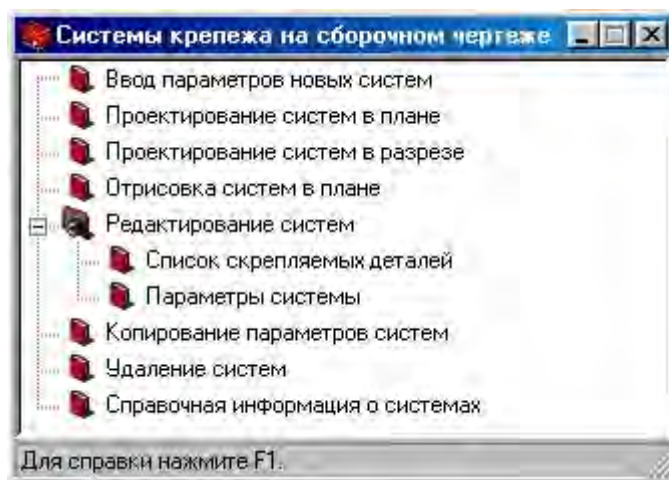 Системы крепежа на сборочном чертеже
Ввод параметров новых систем
Проектирование систем в плане
Проектирование систем в разрезе
Отрисовка систем в плане
Редактирование систем
Список скрепляемых деталей
Параметры системы
Копирование параметров систем
Удаление систем
Справочная информация о системах
Для справки нажмите F1.